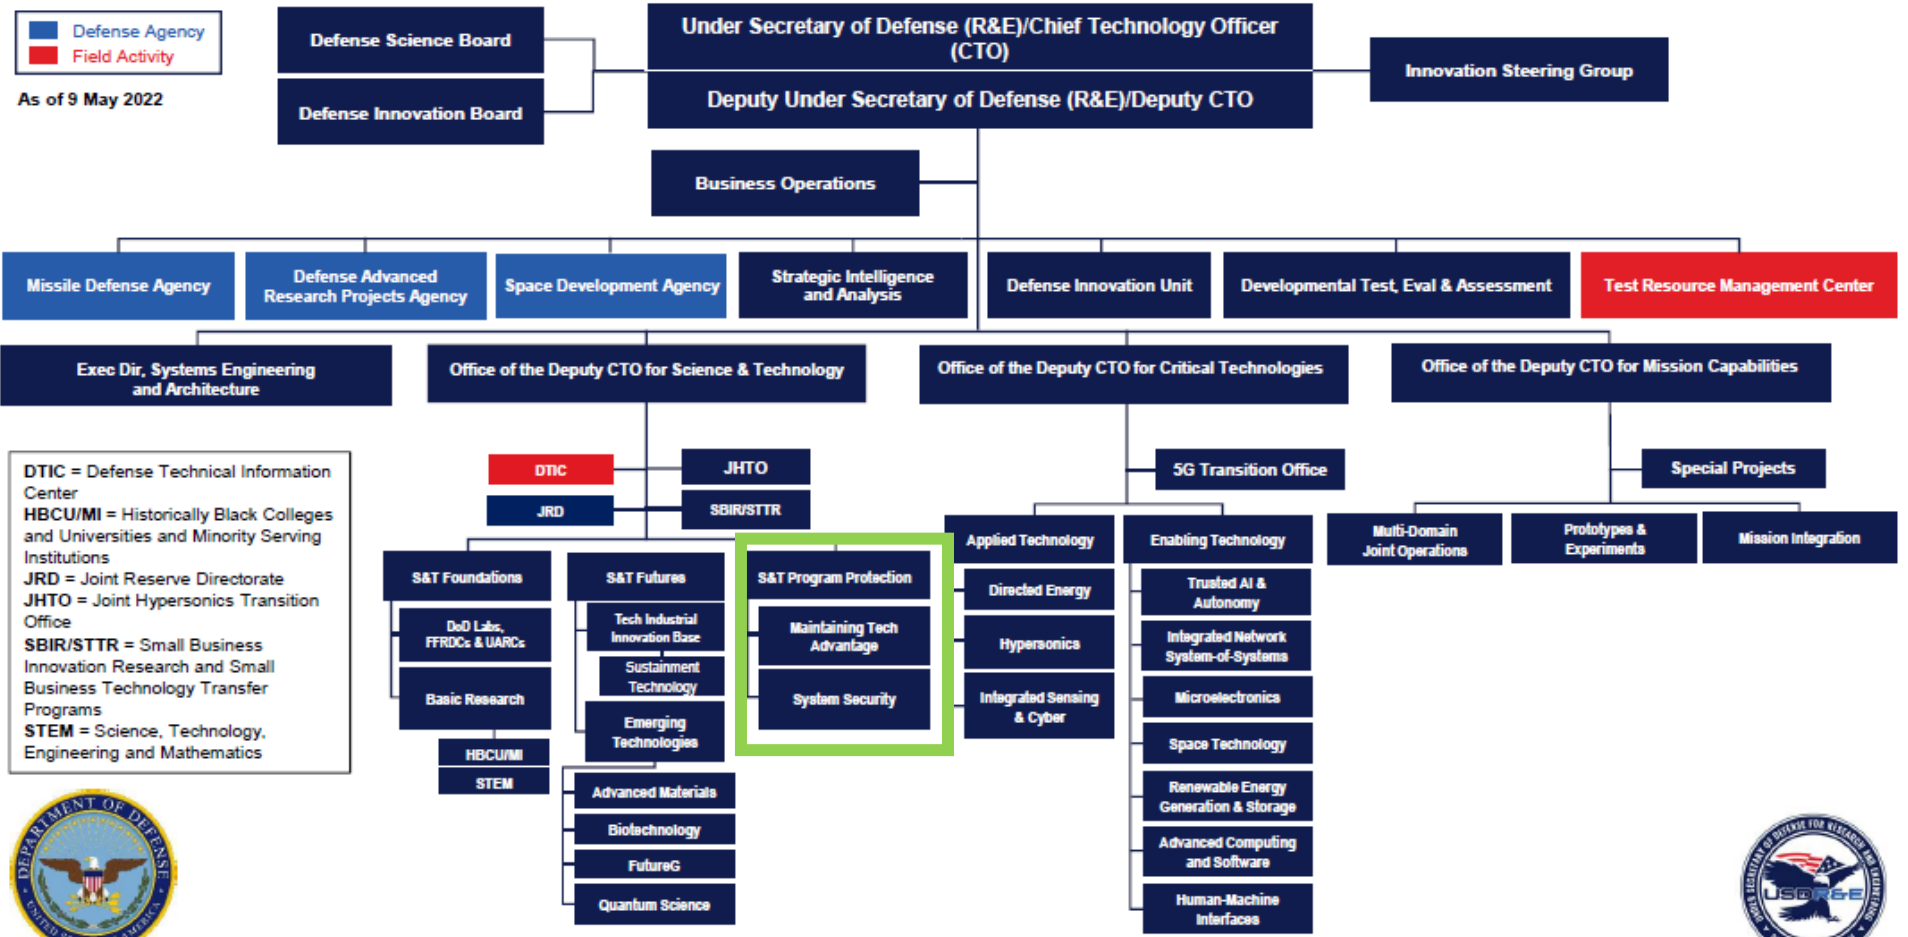 Defense Agency
Field Activity
As of 9 May 2022
Defense Science Board
Defense Innovation Board
Under Secretary of Defense (R&E)/Chief Technology Officer
(CTO)
Deputy Under Secretary of Defense (R&E)/Deputy CTO
Innovation Steering Group
Business Operations
Missile Defense Agency
Defense Advanced
Research Projects Agency
Space Development Agency
Strategic Intelligence
and Analysis
Defense Innovation Unit
Developmental Test, Eval & Assessment
Test Resource Management Center
Exec Dir, Systems Engineering
and Architecture
Office of the Deputy CTO for Science & Technology
Office of the Deputy CTO for Critical Technologies
Office of the Deputy CTO for Mission Capabilities
DTIC = Defense Technical Information
Center
HBCU/MI = Historically Black Colleges
and Universities and Minority Serving
Institutions
JRD = Joint Reserve Directorate
JHTO = Joint Hypersonics Transition
Office
SBIR/STTR = Small Business
Innovation Research and Small
Business Technology Transfer
Programs
STEM = Science, Technology,
Engineering and Mathematics
DTIC
JHTO
JRD
SBIR/STTR
S&T Foundations
DoD Labs,
FFRDCs & UARCs
Basic Research
HBCU/MI
STEM
S&T Futures
Tech Industrial
Innovation Base
Sustainment
Technology
Emerging
Technologies
Advanced Materials
Biotechnology
FutureG
Quantum Science
S&T Program Protection
Maintaining Tech
Advantage
System Security
5G Transition Office
Applied Technology
Directed Energy
Hypersonics
Integrated Sensing
& Cyber
Enabling Technology
Trusted AI &
Autonomy
Integrated Network
System-of-Systems
Microelectronics
Space Technology
Renewable Energy
Generation & Storage
Advanced Computing
and Software
Human-Machine
Interfaces
Special Projects
Multi-Domain
Joint Operations
Prototypes &
Experiments
Mission Integration
DEPARTMENT OF DEFENSE
USDR&E